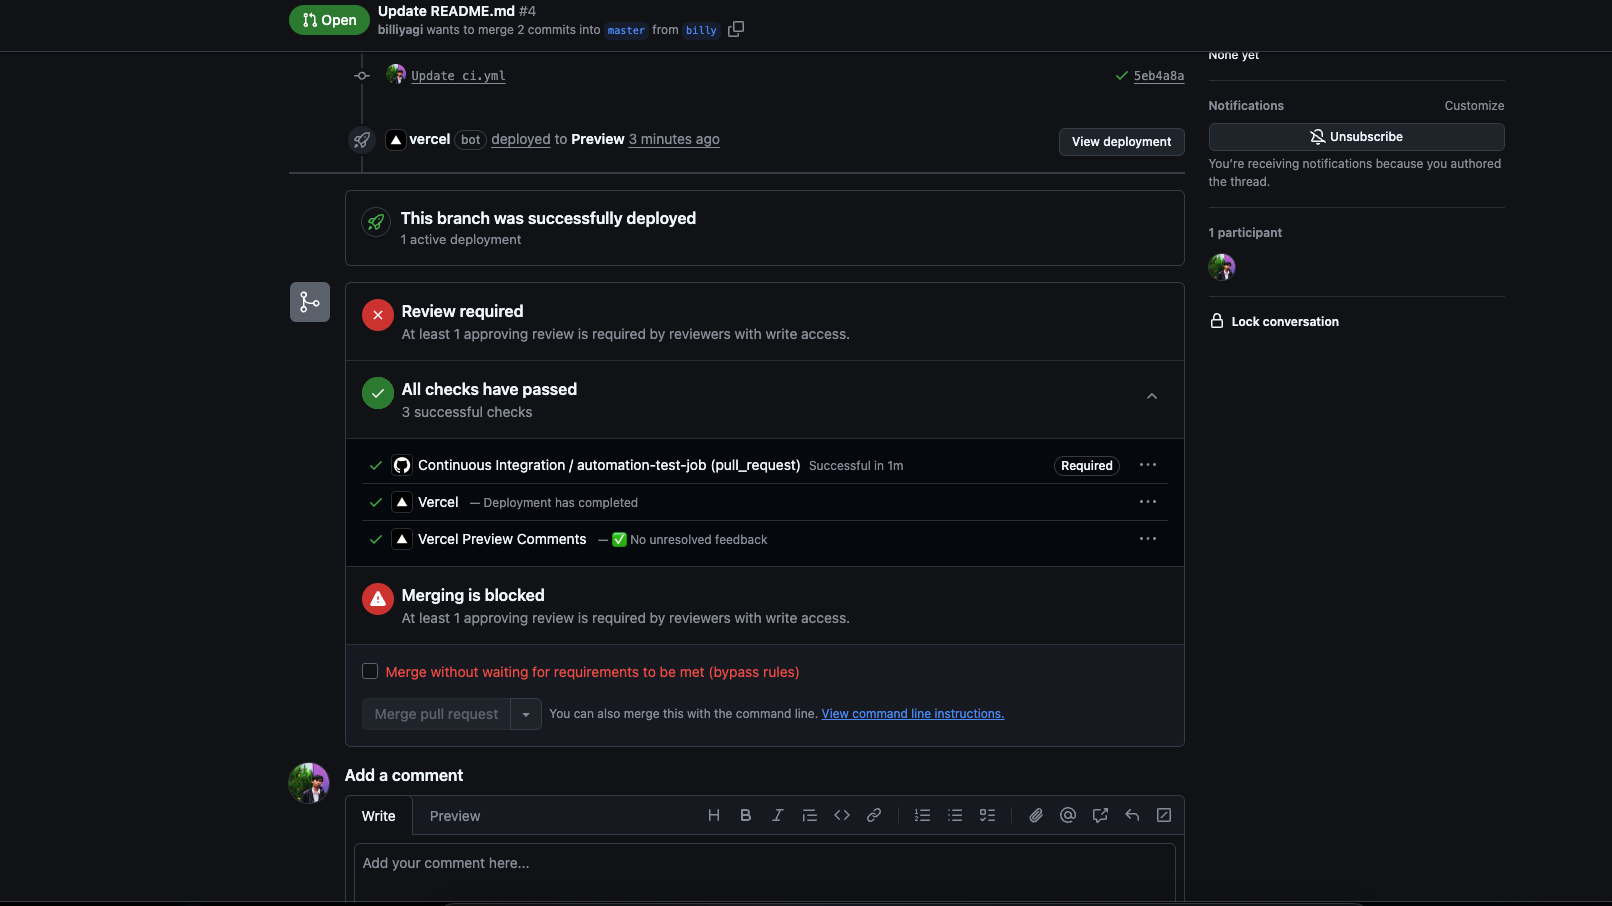 Open
Update README.md #4
billiyagi wants to merge 2 commits into master from billy
Update ci.yml
5eb4a8a
vercel bot deployed to Preview 3 minutes ago
View deployment
This branch was successfully deployed
1 active deployment
Review required
At least 1 approving review is required by reviewers with write access.
All checks have passed
3 successful checks
Continuous Integration / automation-test-job (pull_request) Successful in 1m
Required
Vercel — Deployment has completed
Vercel Preview Comments — ✅ No unresolved feedback
Merging is blocked
At least 1 approving review is required by reviewers with write access.
Merge without waiting for requirements to be met (bypass rules)
Merge pull request
You can also merge this with the command line. View command line instructions.
Add a comment
Write
Preview
Add your comment here...
None yet
Notifications
Customize
Unsubscribe
You're receiving notifications because you authored
the thread.
1 participant
Lock conversation